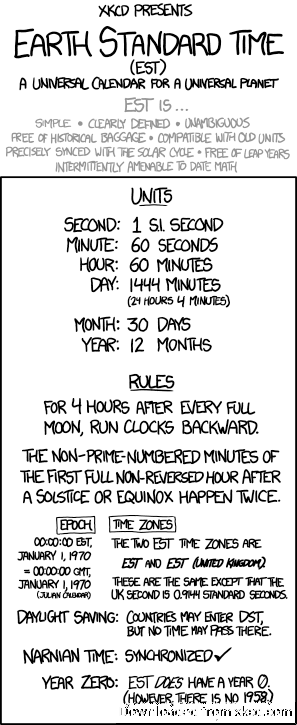 XKCD PRESENTS
EARTH STANDARD TIME
(EST)
A UNIVERSAL CALENDAR FOR A UNIVERSAL PLANET
EST IS ...
SIMPLE • CLEARLY DEFINED • UNAMBIGUOUS
FREE OF HISTORICAL BAGGAGE • COMPATIBLE WITH OLD UNITS
PRECISELY SYNCED WITH THE SOLAR CYCLE • FREE OF LEAP YEARS
INTERMITTENTLY AMENABLE TO DATE MATH
UNITS
SECOND: 1 S.I. SECOND
MINUTE: 60 SECONDS
HOUR: 60 MINUTES
DAY: 1444 MINUTES
(24 HOURS 4 MINUTES)
MONTH: 30 DAYS
YEAR: 12 MONTHS
RULES
FOR 4 HOURS AFTER EVERY FULL
MOON, RUN CLOCKS BACKWARD.
THE NON-PRIME-NUMBERED MINUTES OF
THE FIRST FULL NON-REVERSED HOUR AFTER
A SOLSTICE OR EQUINOX HAPPEN TWICE.
EPOCH
00:00:00 EST,
JANUARY 1, 1970
= 00:00:00 GMT,
JANUARY 1, 1970
(JULIAN CALENDAR)
TIME ZONES
THE TWO EST TIME ZONES ARE
EST AND EST (UNITED KINGDOM).
THESE ARE THE SAME EXCEPT THAT THE
UK SECOND IS 0.9144 STANDARD SECONDS.
DAYLIGHT SAVING: COUNTRIES MAY ENTER DST,
BUT NO TIME MAY PASS THERE.
NARNIAN TIME: SYNCHRONIZED ✓
YEAR ZERO: EST DOES HAVE A YEAR 0.
(HOWEVER, THERE IS NO 1958.)
Downloaded from xkcd.com